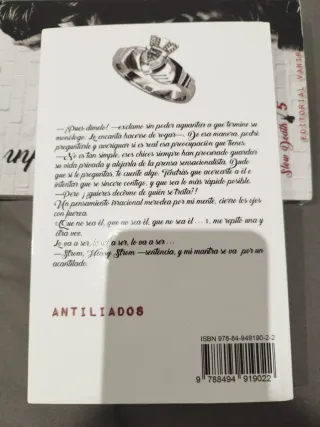 —¡Pues dímelo! —exclamo sin poder aguantar a que termine su
monólogo. Le encanta hacerse de rogar—. De esa manera, podré
preguntarle y averiguar si es real esa preocupación que tienes.
—No es tan simple, esos chicos siempre han procurado guardar
su vida privada y alejarla de la prensa sensacionalista. Dudo
que si le preguntas, te cuente algo. Tendrás que acercarte a él e
intentar que se sincere contigo, y que sea lo más rápido posible.
—Pero ¿quieres decirme de quién se trata?
Un pensamiento irracional merodea por mi mente, cierro los ojos
con fuerza.
«Que no sea él, que no sea él, que no sea él…», me repito una y
otra vez.
Lo va a ser, lo va a ser, lo va a ser…
—Strom, Henry Strom —sentencia, y mi mantra se va por un
acantilado.
ANTILIADOS
ISBN 978-84-949190-2-2
9 788494 919022
Slow Death
5
EDITORIAL